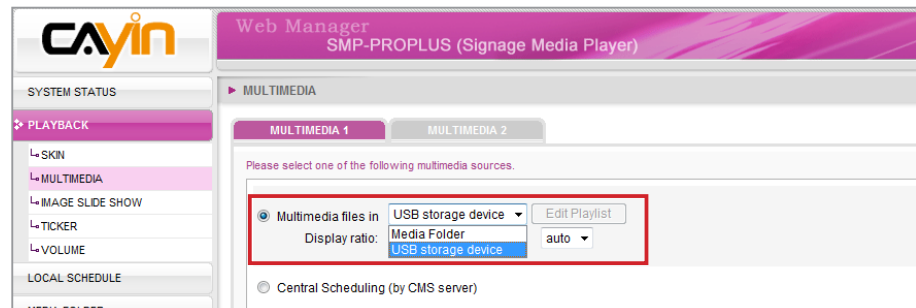 CAYIN
Web Manager
SMP-PROPLUS (Signage Media Player)
SYSTEM STATUS
PLAYBACK
SKIN
MULTIMEDIA
IMAGE SLIDE SHOW
TICKER
VOLUME
LOCAL SCHEDULE
MEDIA FOLDER
MULTIMEDIA
MULTIMEDIA 1 MULTIMEDIA 2
Please select one of the following multimedia sources.
Multimedia files in USB storage device Edit Playlist
Media Folder
Display ratio: auto
USB storage device
Central Scheduling (by CMS server)